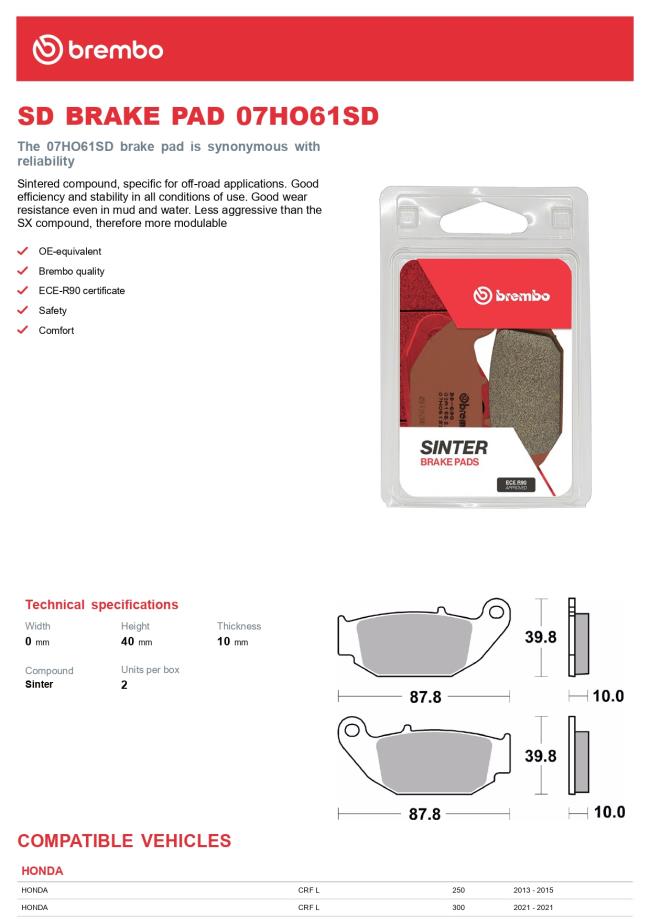 brembo
SD BRAKE PAD 07HO61SD
The 07HO61SD brake pad is synonymous with
reliability
Sintered compound, specific for off-road applications. Good
efficiency and stability in all conditions of use. Good wear
resistance even in mud and water. Less aggressive than the
SX compound, therefore more modulable
OE-equivalent
Brembo quality
ECE-R90 certificate
Safety
Comfort
brembo
brembo
SINTER
BRAKE PADS
ECE R90
APPROVED
Technical specifications
Width Height Thickness
0 mm 40 mm 10 mm
Compound Units per box
Sinter 2
39.8
87.8 10.0
39.8
87.8 10.0
COMPATIBLE VEHICLES
HONDA
HONDA CRF L 250 2013 - 2015
HONDA CRF L 300 2021 - 2021